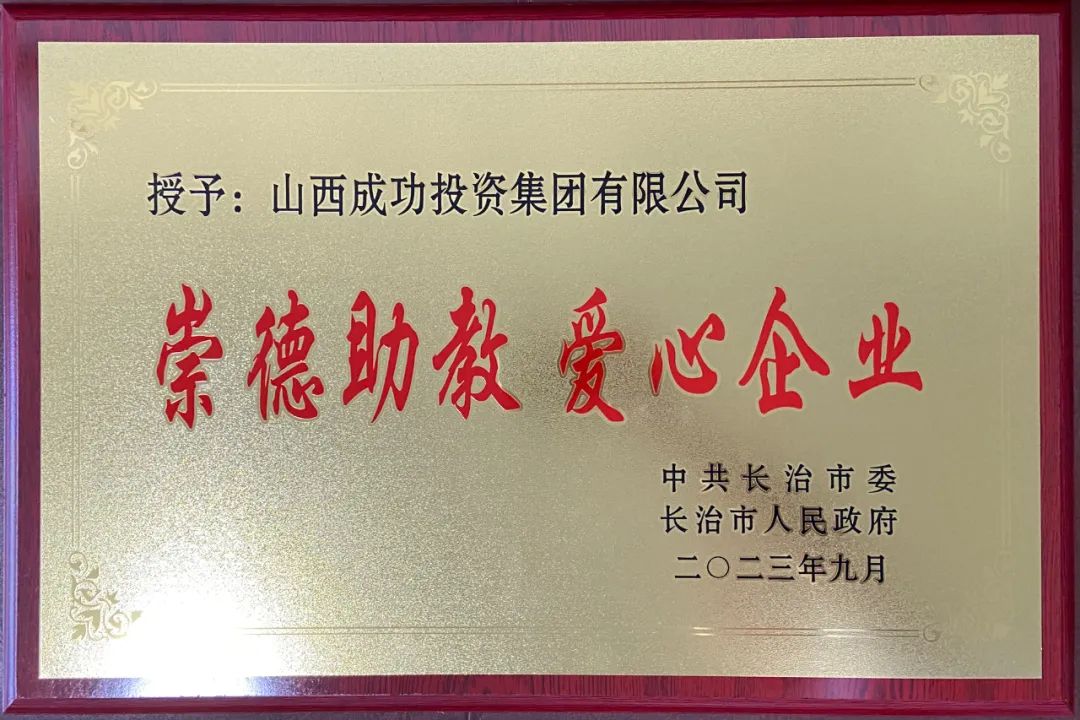 授予：山西成功投资集团有限公司
崇德助教 爱心企业
中共长治市委
长治市人民政府
二〇二三年九月